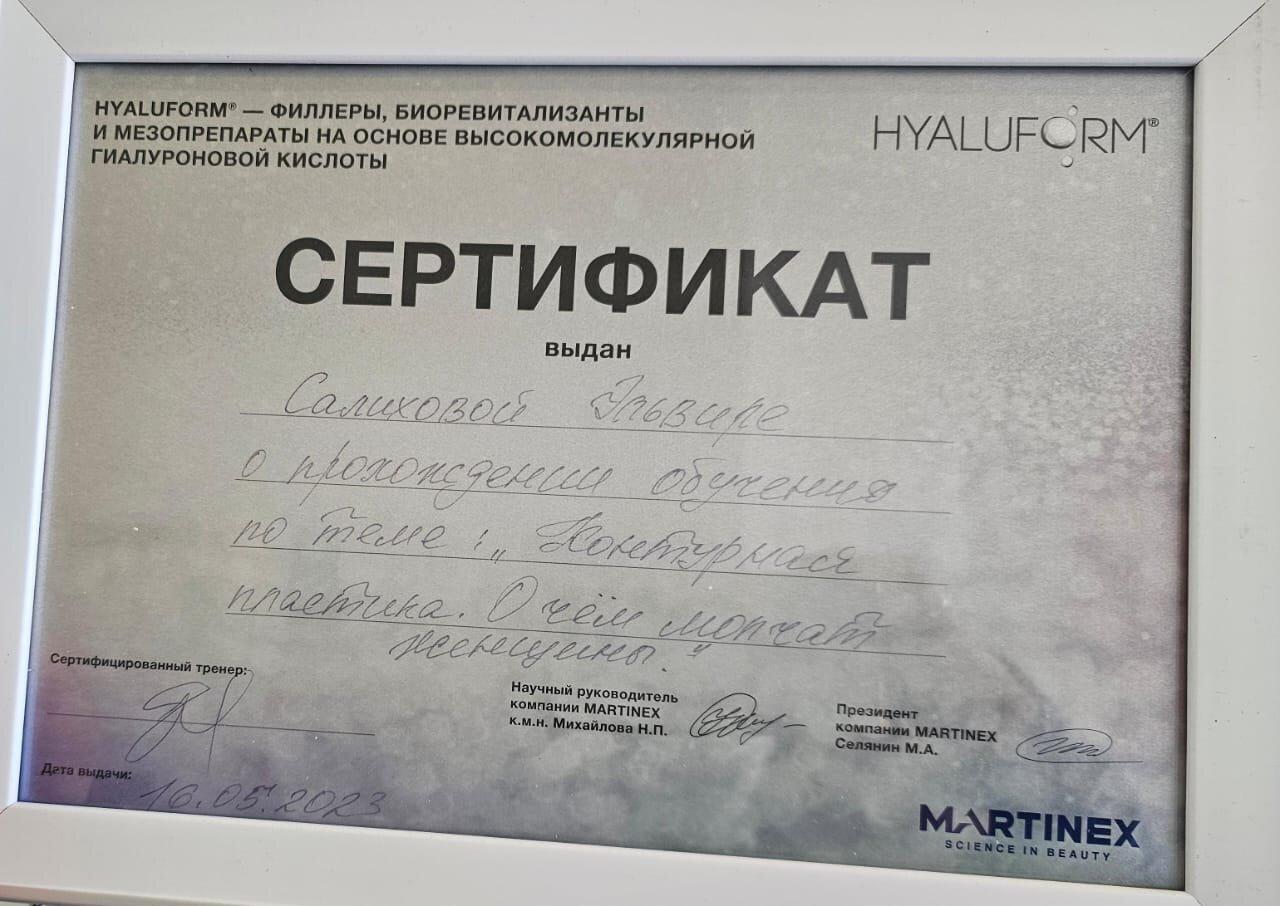 HYALUFORM® — ФИЛЛЕРЫ, БИОРЕВИТАЛИЗАНТЫ
И МЕЗОПРЕПАРАТЫ НА ОСНОВЕ ВЫСОКОМОЛЕКУЛЯРНОЙ
ГИАЛУРОНОВОЙ КИСЛОТЫ
HYALUFORM®
СЕРТИФИКАТ
выдан
Салиховой Эльвире
о прохождении обучения
по теме: „Контурная
пластика. О чём молчат
женщины."
Сертифицированный тренер:
Научный руководитель
компании MARTINEX
к.м.н. Михайлова Н.П.
Президент
компании MARTINEX
Селянин М.А.
Дата выдачи:
16.05.2023
MARTINEX
SCIENCE IN BEAUTY